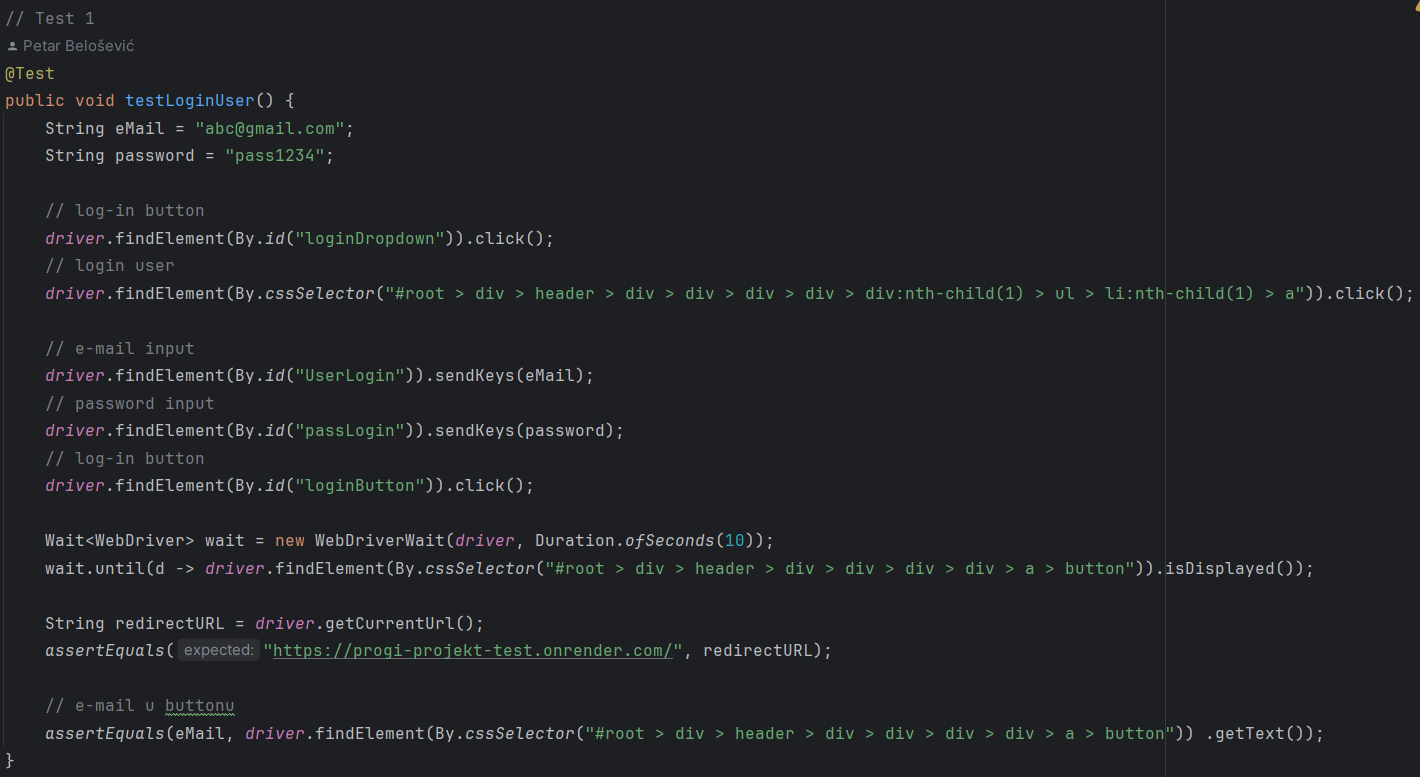 // Test 1
Petar Belošević
@Test
public void testLoginUser() {
    String eMail = "abc@gmail.com";
    String password = "pass1234";

    // log-in button
    driver.findElement(By.id("loginDropdown")).click();
    // login user
    driver.findElement(By.cssSelector("#root > div > header > div > div > div > div > div:nth-child(1) > ul > li:nth-child(1) > a")).click();

    // e-mail input
    driver.findElement(By.id("UserLogin")).sendKeys(eMail);
    // password input
    driver.findElement(By.id("passLogin")).sendKeys(password);
    // log-in button
    driver.findElement(By.id("loginButton")).click();

    Wait<WebDriver> wait = new WebDriverWait(driver, Duration.ofSeconds(10));
    wait.until(d -> driver.findElement(By.cssSelector("#root > div > header > div > div > div > div > a > button")).isDisplayed());

    String redirectURL = driver.getCurrentUrl();
    assertEquals( expected: "https://progi-projekt-test.onrender.com/", redirectURL);

    // e-mail u buttonu
    assertEquals(eMail, driver.findElement(By.cssSelector("#root > div > header > div > div > div > div > a > button")) .getText());
}